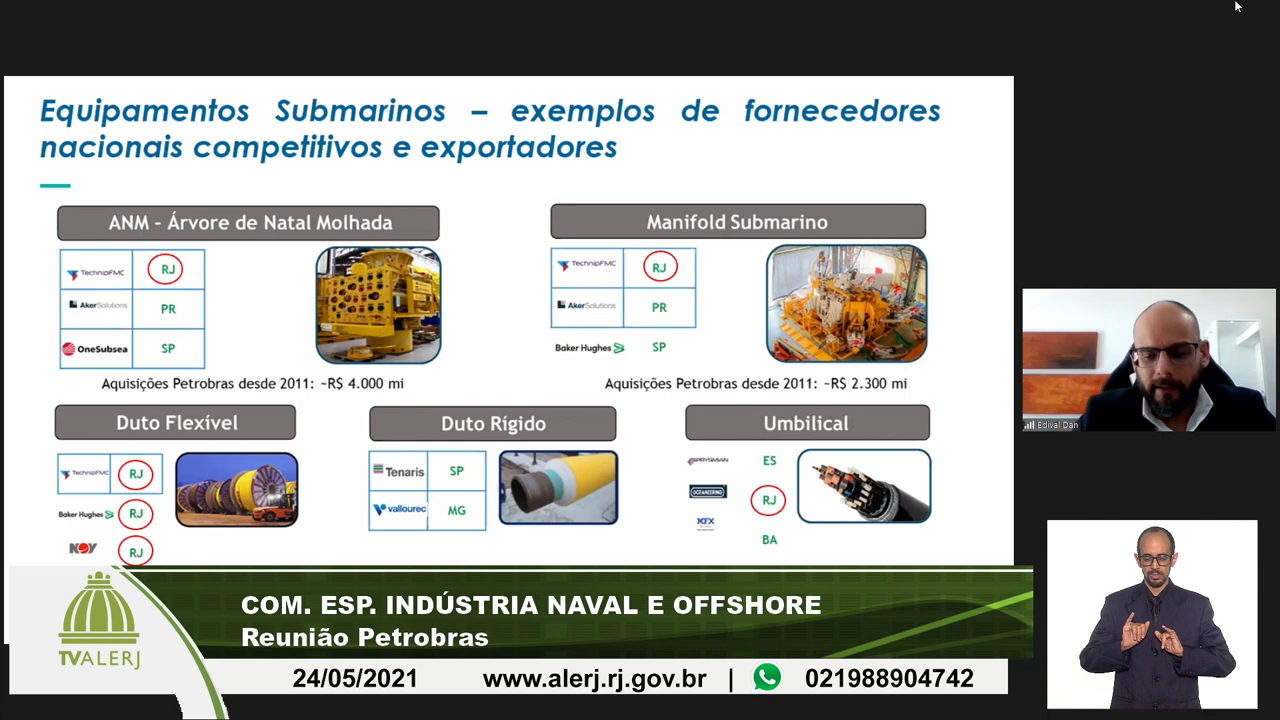 Equipamentos Submarinos – exemplos de fornecedores
nacionais competitivos e exportadores
ANM – Árvore de Natal Molhada
TechnipFMC RJ
AkerSolutions PR
OneSubsea SP
Aquisições Petrobras desde 2011: ~R$ 4.000 mi
Manifold Submarino
TechnipFMC RJ
AkerSolutions PR
Baker Hughes SP
Aquisições Petrobras desde 2011: ~R$ 2.300 mi
Duto Flexível
TechnipFMC RJ
Baker Hughes RJ
NOV RJ
Duto Rígido
Tenaris SP
vallourec MG
Umbilical
PRYSMIAN ES
OCEANEERING RJ
BA
Edival Dan
COM. ESP. INDÚSTRIA NAVAL E OFFSHORE
Reunião Petrobras
TVALERJ
24/05/2021 www.alerj.rj.gov.br | 021988904742